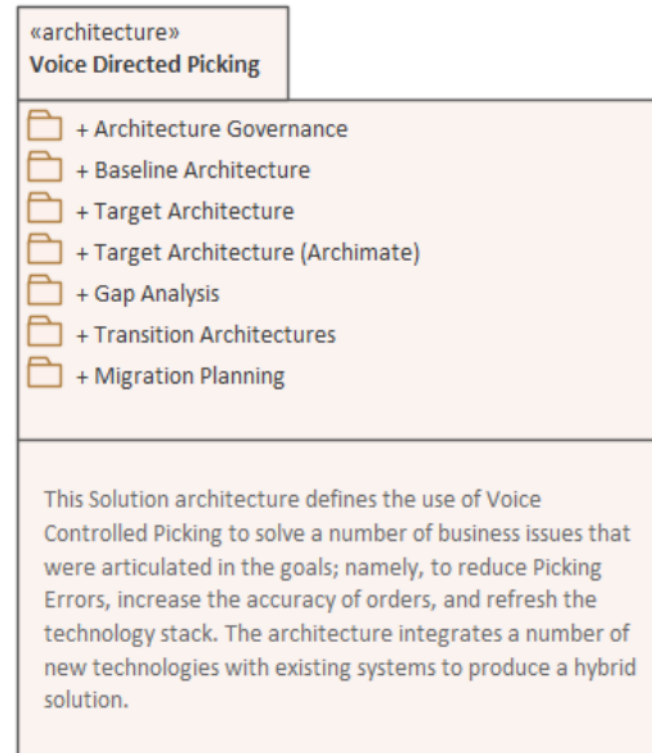 «architecture»
Voice Directed Picking
+ Architecture Governance
+ Baseline Architecture
+ Target Architecture
+ Target Architecture (Archimate)
+ Gap Analysis
+ Transition Architectures
+ Migration Planning
This Solution architecture defines the use of Voice
Controlled Picking to solve a number of business issues that
were articulated in the goals; namely, to reduce Picking
Errors, increase the accuracy of orders, and refresh the
technology stack. The architecture integrates a number of
new technologies with existing systems to produce a hybrid
solution.